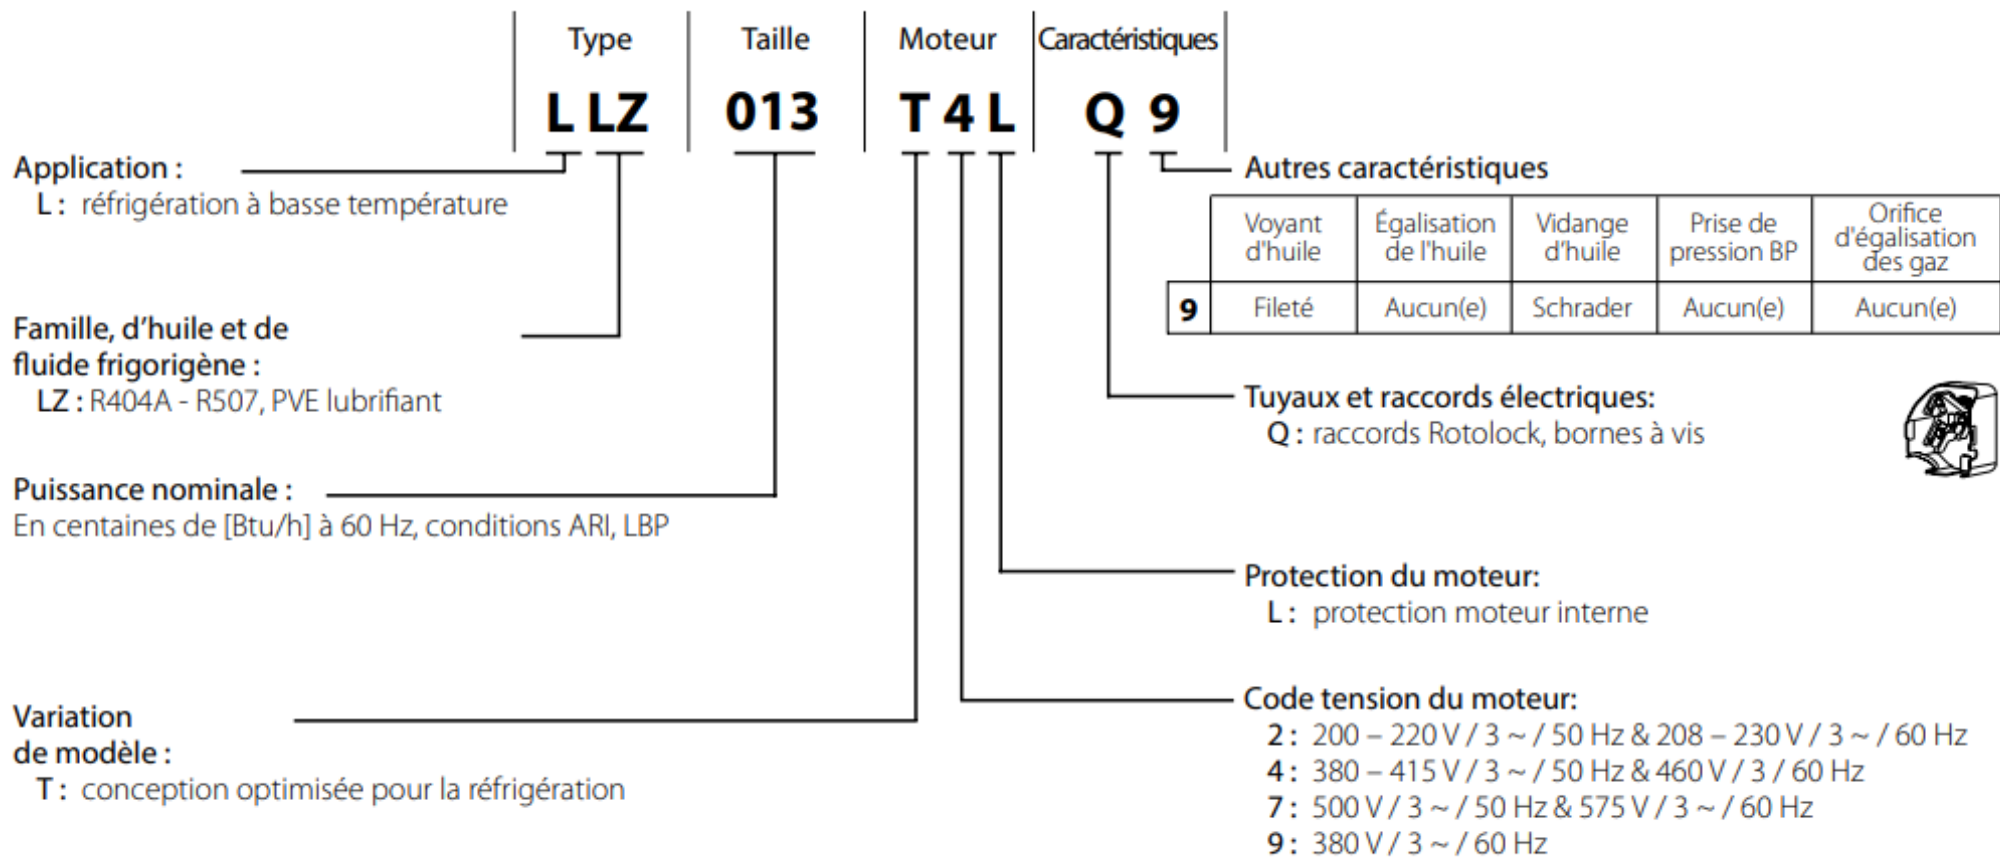 Type Taille Moteur Caractéristiques
L LZ 013 T 4 L Q 9
Application :
L : réfrigération à basse température
Famille, d’huile et de
fluide frigorigène :
LZ : R404A - R507, PVE lubrifiant
Puissance nominale :
En centaines de [Btu/h] à 60 Hz, conditions ARI, LBP
Variation
de modèle :
T : conception optimisée pour la réfrigération
Autres caractéristiques
Voyant
d'huile
Égalisation
de l'huile
Vidange
d’huile
Prise de
pression BP
Orifice
d'égalisation
des gaz
9 Fileté Aucun(e) Schrader Aucun(e) Aucun(e)
Tuyaux et raccords électriques:
Q : raccords Rotolock, bornes à vis
Protection du moteur:
L : protection moteur interne
Code tension du moteur:
2 : 200 – 220 V / 3 ~ / 50 Hz & 208 – 230 V / 3 ~ / 60 Hz
4 : 380 – 415 V / 3 ~ / 50 Hz & 460 V / 3 / 60 Hz
7 : 500 V / 3 ~ / 50 Hz & 575 V / 3 ~ / 60 Hz
9 : 380 V / 3 ~ / 60 Hz